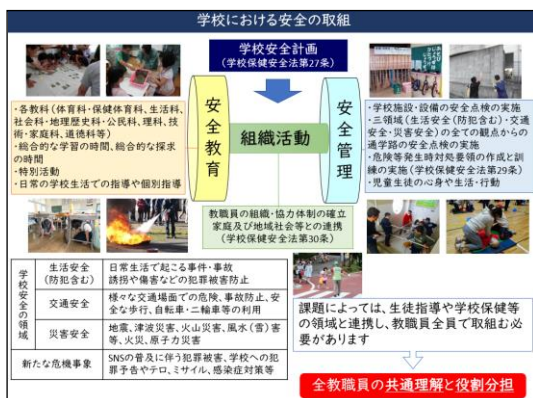 学校における安全の取組
学校安全計画
(学校保健安全法第27条)
・各教科(体育科・保健体育科、生活科、
社会科・地理歴史科・公民科、理科、技
術・家庭科、道徳科等)
・総合的な学習の時間、総合的な探求
の時間
・特別活動
・日常の学校生活での指導や個別指導
安全教育
組織活動
安全管理
・学校施設・設備の安全点検の実施
・三領域(生活安全(防犯含む)・交通
安全・災害安全)の全ての観点からの
通学路の安全点検の実施
・危険等発生時対処要領の作成と訓
練の実施(学校保健安全法第29条)
・児童生徒の心身や生活・行動
教職員の組織・協力体制の確立
家庭及び地域社会等との連携
(学校保健安全法第30条)
学校安全の領域
生活安全
(防犯含む)
日常生活で起こる事件・事故
誘拐や傷害などの犯罪被害防止
交通安全
様々な交通場面での危険、事故防止、安
全な歩行、自転車・二輪車等の利用
災害安全
地震、津波災害、火山災害、風水(雪)害
等、火災、原子力災害
新たな危機事象
SNSの普及に伴う犯罪被害、学校への犯
罪予告やテロ、ミサイル、感染症対策等
課題によっては、生徒指導や学校保健等
の領域と連携し、教職員全員で取組む必
要があります
全教職員の共通理解と役割分担